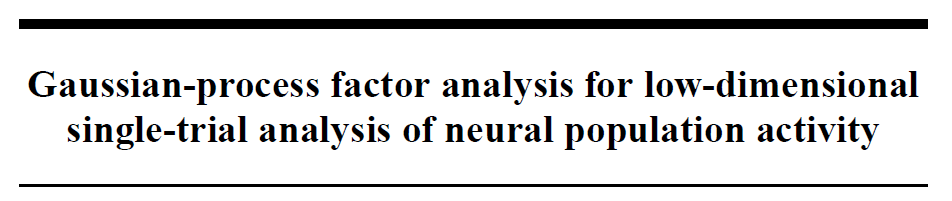 Gaussian-process factor analysis for low-dimensional
single-trial analysis of neural population activity